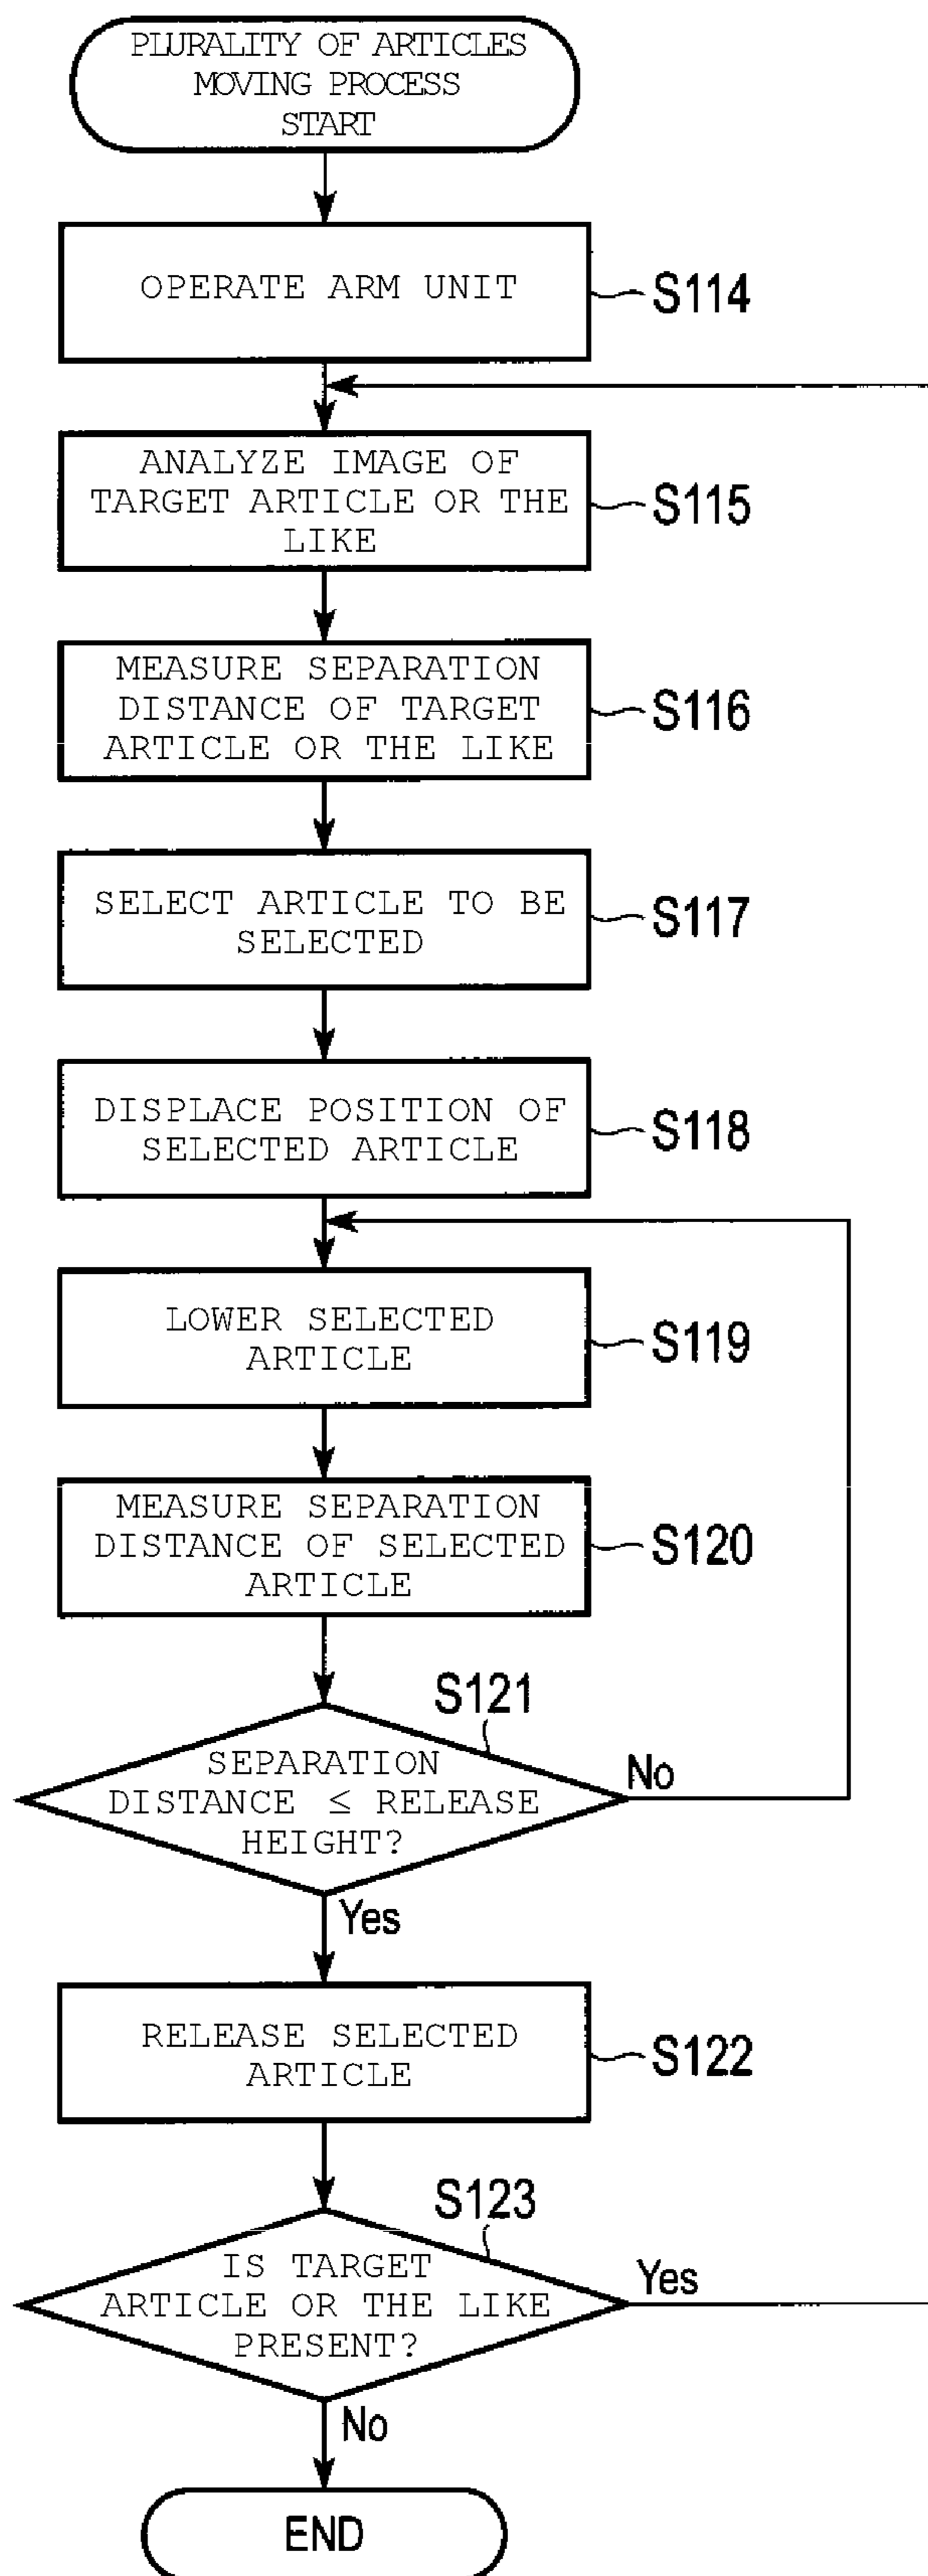 PLURALITY OF ARTICLES
MOVING PROCESS
START
OPERATE ARM UNIT
S114
ANALYZE IMAGE OF
TARGET ARTICLE OR THE
LIKE
S115
MEASURE SEPARATION
DISTANCE OF TARGET
ARTICLE OR THE LIKE
S116
SELECT ARTICLE TO BE
SELECTED
S117
DISPLACE POSITION OF
SELECTED ARTICLE
S118
LOWER SELECTED
ARTICLE
S119
MEASURE SEPARATION
DISTANCE OF SELECTED
ARTICLE
S120
S121
SEPARATION
DISTANCE ≤ RELEASE
HEIGHT?
No
Yes
RELEASE SELECTED
ARTICLE
S122
S123
IS TARGET
ARTICLE OR THE LIKE
PRESENT?
Yes
No
END